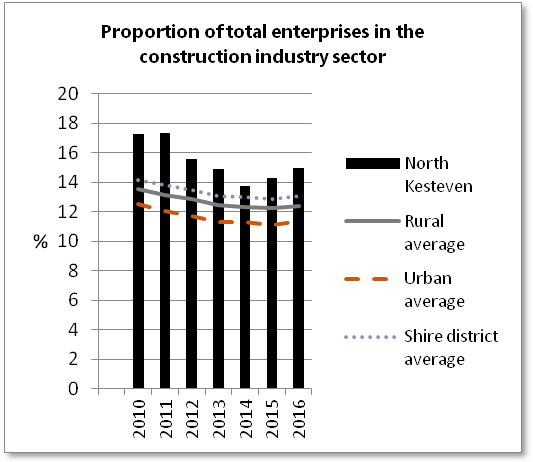 Proportion of total enterprises in the
construction industry sector
20
18
16
14
12
10
8
6
4
2
0
%
2010
2011
2012
2013
2014
2015
2016
North
Kesteven
Rural
average
Urban
average
Shire district
average